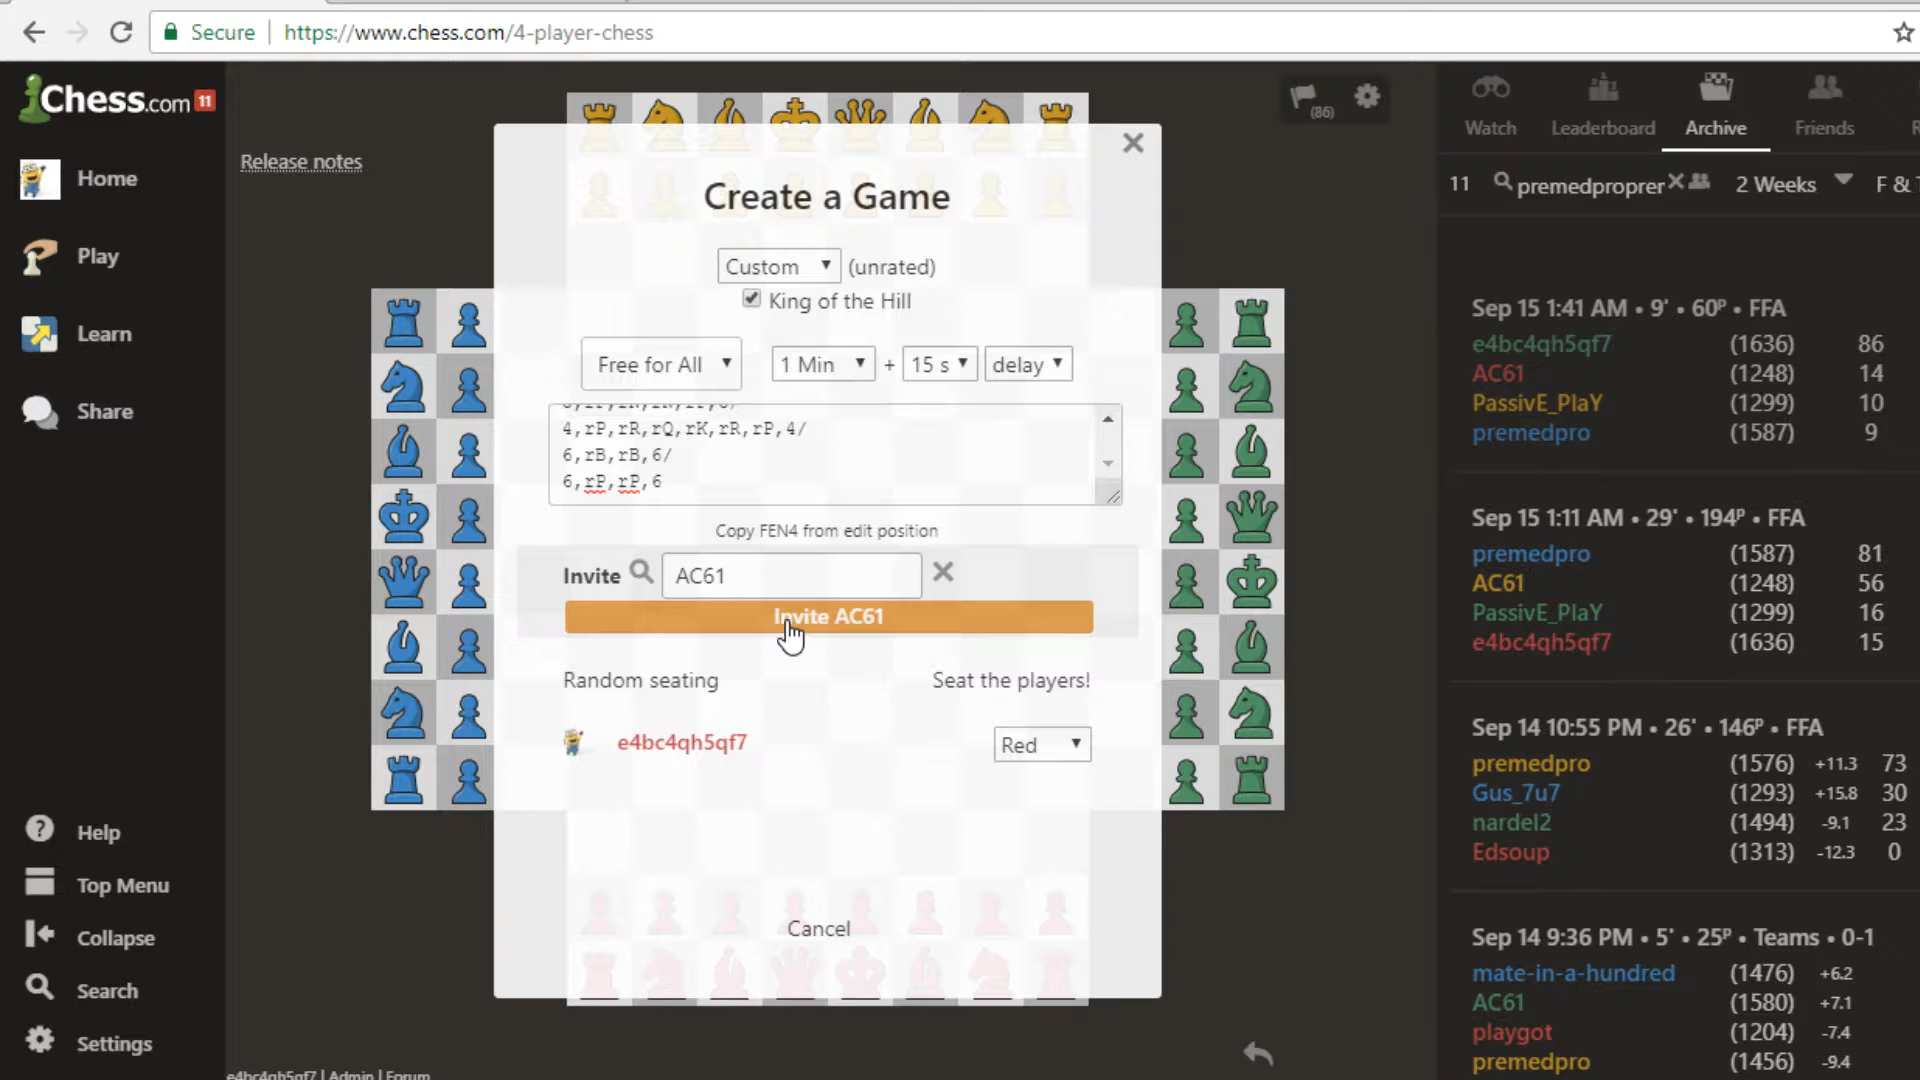 Secure https://www.chess.com/4-player-chess
Chess.com 11
Home
Play
Learn
Share
Help
Top Menu
Collapse
Search
Settings
Release notes
(86)
Create a Game
Custom (unrated)
King of the Hill
Free for All 1 Min + 15 s delay
4,rP,rR,rQ,rK,rR,rP,4/
6,rB,rB,6/
6,rP,rP,6
Copy FEN4 from edit position
Invite AC61
Invite AC61
Random seating Seat the players!
e4bc4qh5qf7 Red
Cancel
e4bc4qh5qf7 | Admin | Forum
Watch Leaderboard Archive Friends
11 premedproprer 2 Weeks F &
Sep 15 1:41 AM • 9' • 60ᵖ • FFA
e4bc4qh5qf7 (1636) 86
AC61 (1248) 14
PassivE_PlaY (1299) 10
premedpro (1587) 9
Sep 15 1:11 AM • 29' • 194ᵖ • FFA
premedpro (1587) 81
AC61 (1248) 56
PassivE_PlaY (1299) 16
e4bc4qh5qf7 (1636) 15
Sep 14 10:55 PM • 26' • 146ᵖ • FFA
premedpro (1576) +11.3 73
Gus_7u7 (1293) +15.8 30
nardel2 (1494) -9.1 23
Edsoup (1313) -12.3 0
Sep 14 9:36 PM • 5' • 25ᵖ • Teams • 0-1
mate-in-a-hundred (1476) +6.2
AC61 (1580) +7.1
playgot (1204) -7.4
premedpro (1456) -9.4